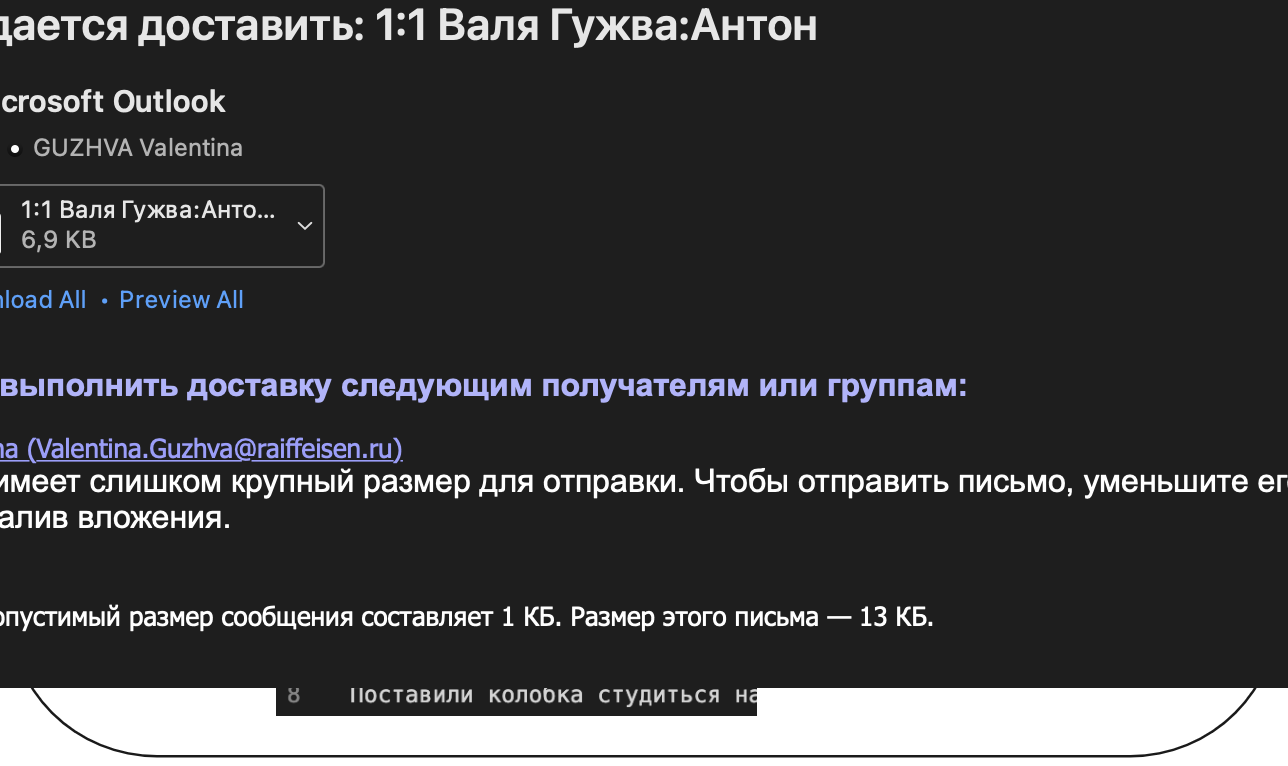 дается доставить: 1:1 Валя Гужва:Антон
crosoft Outlook
• GUZHVA Valentina
1:1 Валя Гужва:Анто...
6,9 KB
nload All • Preview All
выполнить доставку следующим получателям или группам:
na (Valentina.Guzhva@raiffeisen.ru)
имеет слишком крупный размер для отправки. Чтобы отправить письмо, уменьшите ег
алив вложения.
опустимый размер сообщения составляет 1 КБ. Размер этого письма — 13 КБ.
8 Поставили колобка студиться на